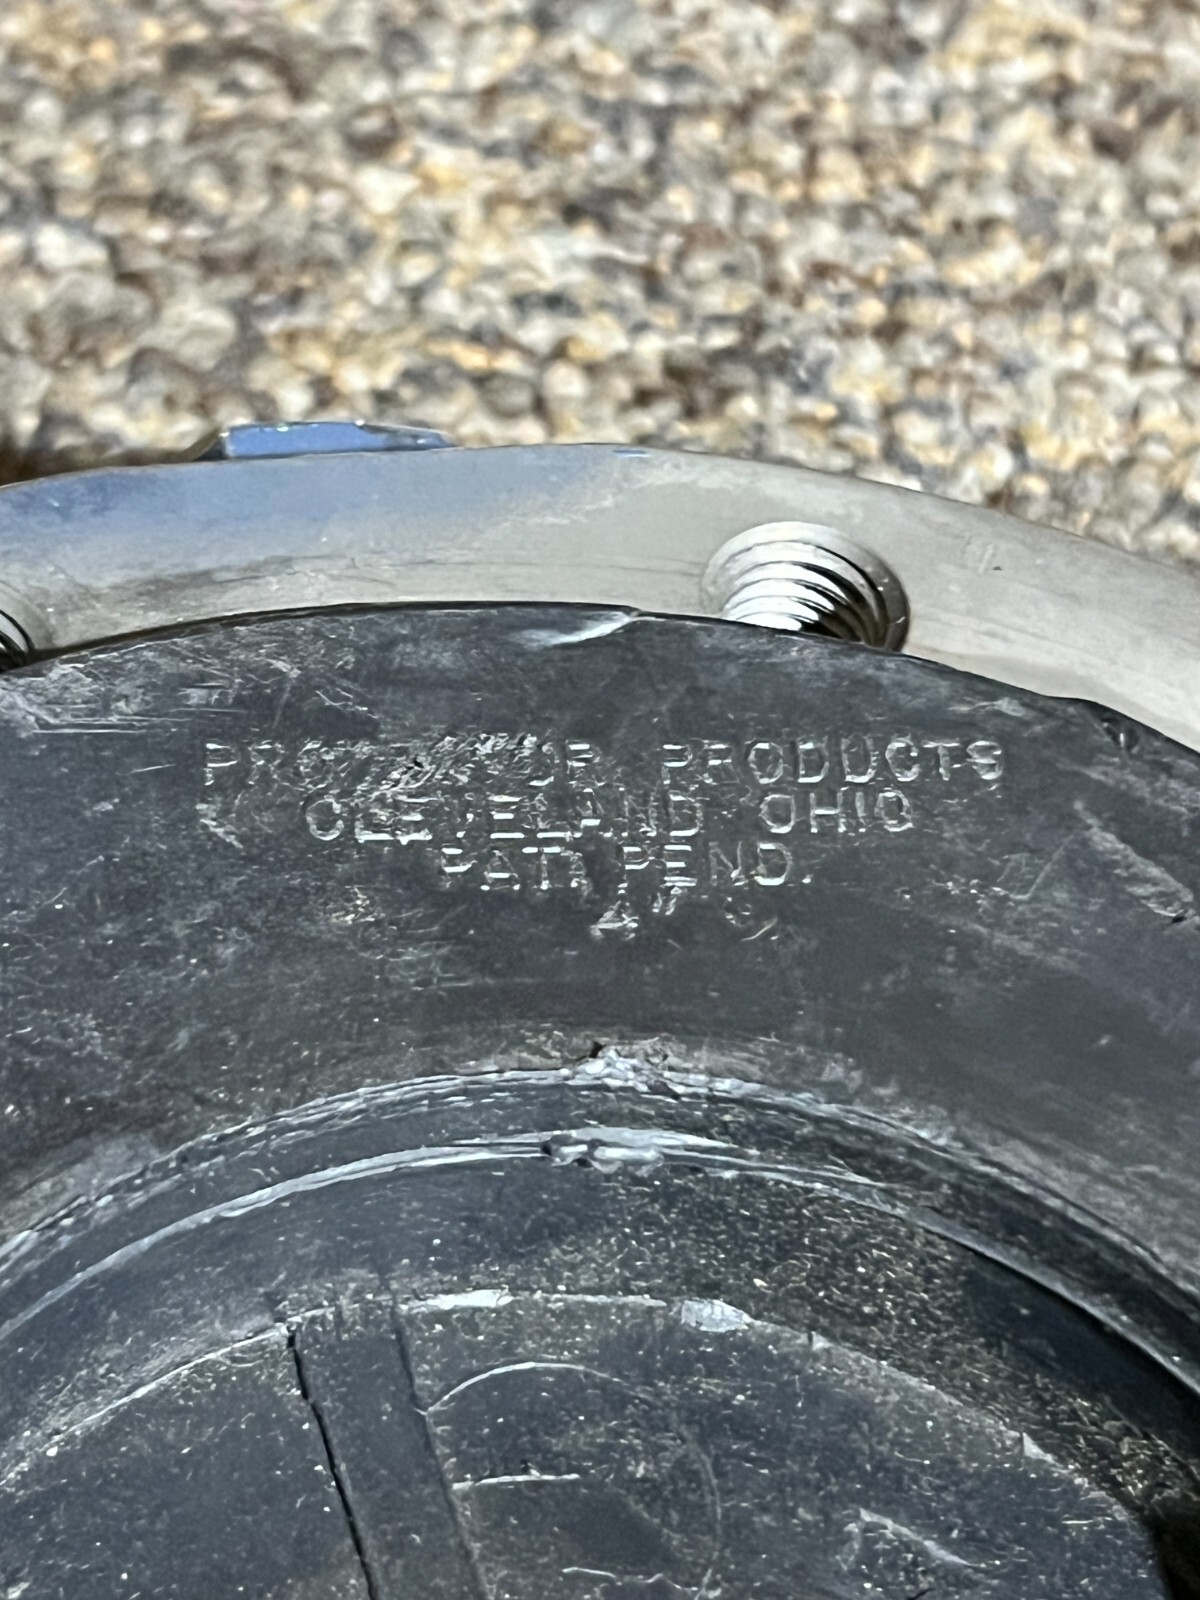 PRODUCTS
CLEVELAND OHIO
PAT. PEND.